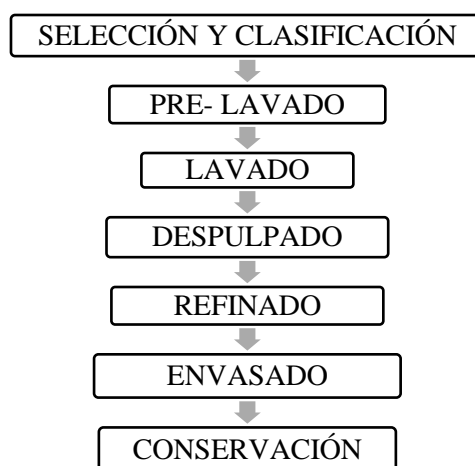 SELECCIÓN Y CLASIFICACIÓN
PRE- LAVADO
LAVADO
DESPULPADO
REFINADO
ENVASADO
CONSERVACIÓN